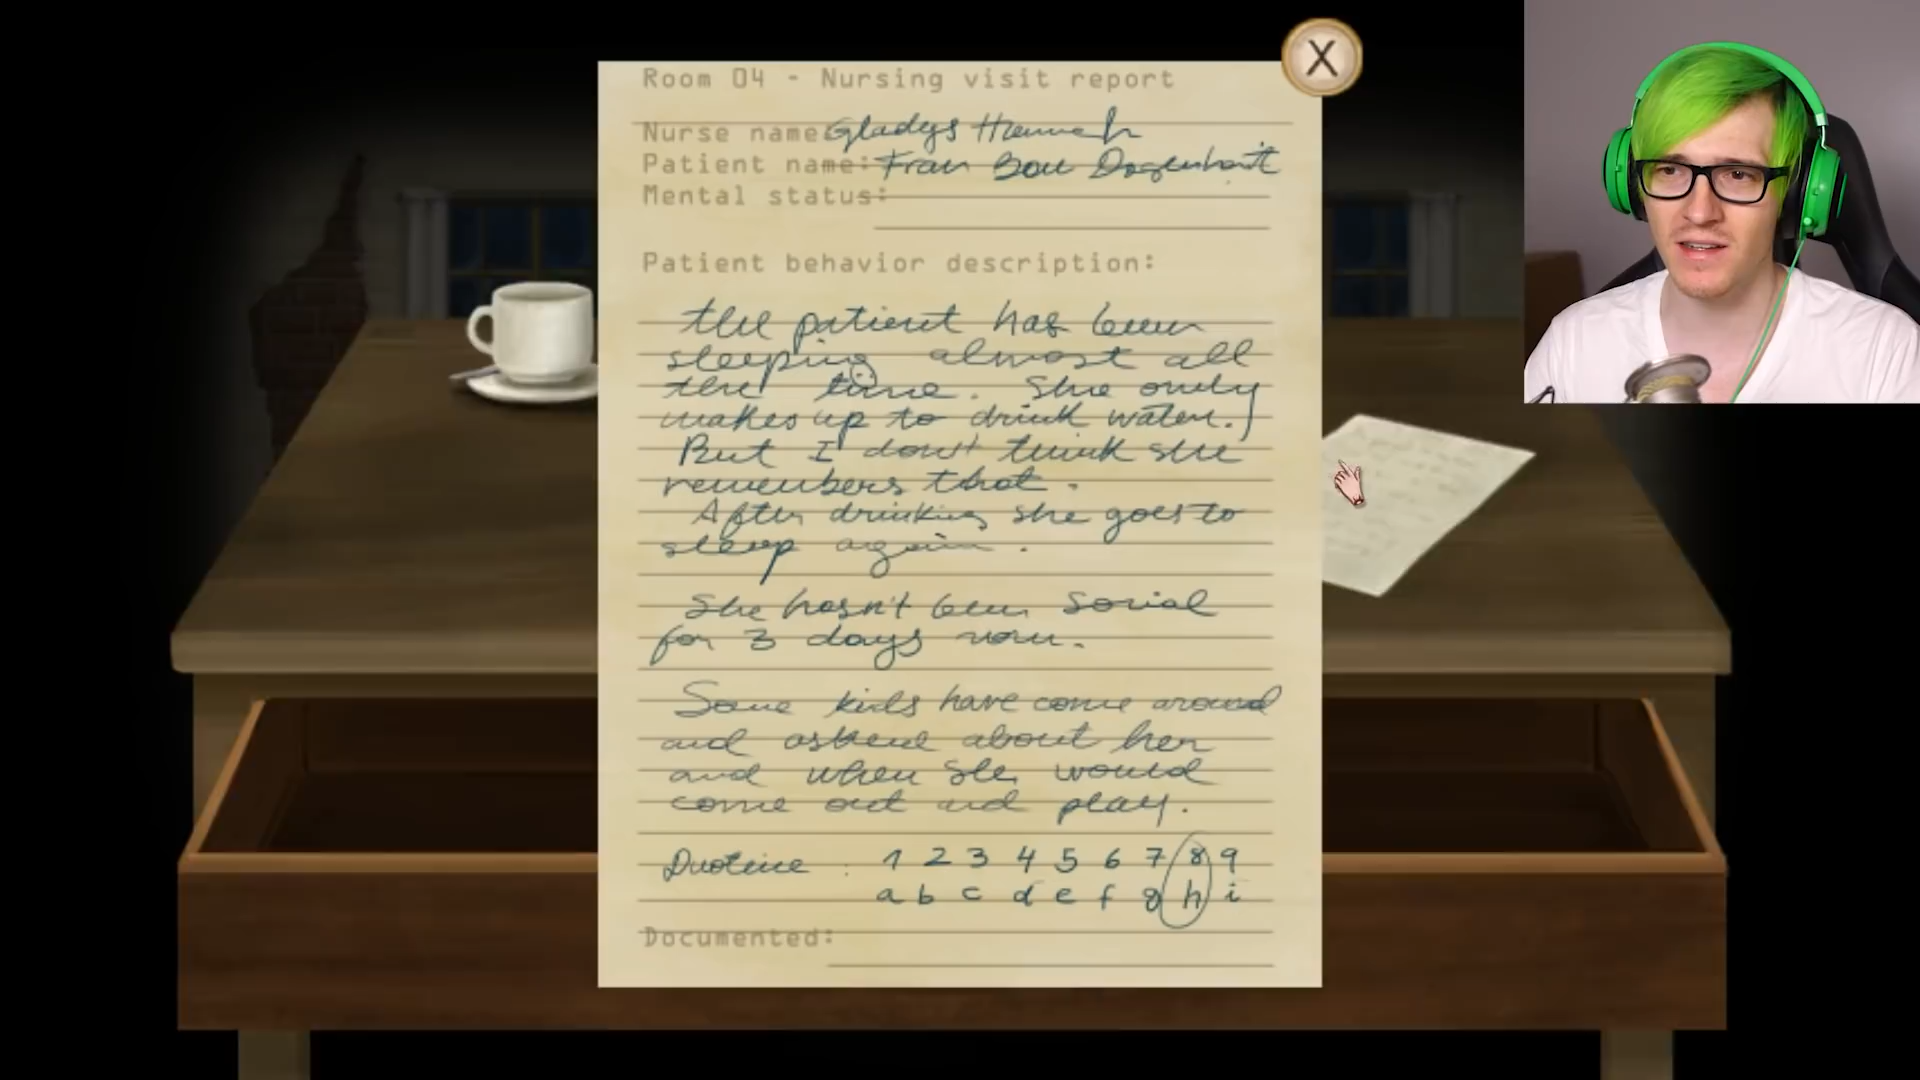 X
Room 04 - Nursing visit report
Nurse name: Gladys Hannah
Patient name: Fran Bow Dagenhart
Mental status:
Patient behavior description:
the patient has been
sleeping almost all
the time. She only
wakes up to drink water.
But I don't think she
remembers that.
After drinking she goes to
sleep again.
She hasn't been social
for 3 days now.
Some kids have come around
and asked about her
and when she would
come out and play.
Duotine : 1 2 3 4 5 6 7 8 9
a b c d e f g h i
Documented: